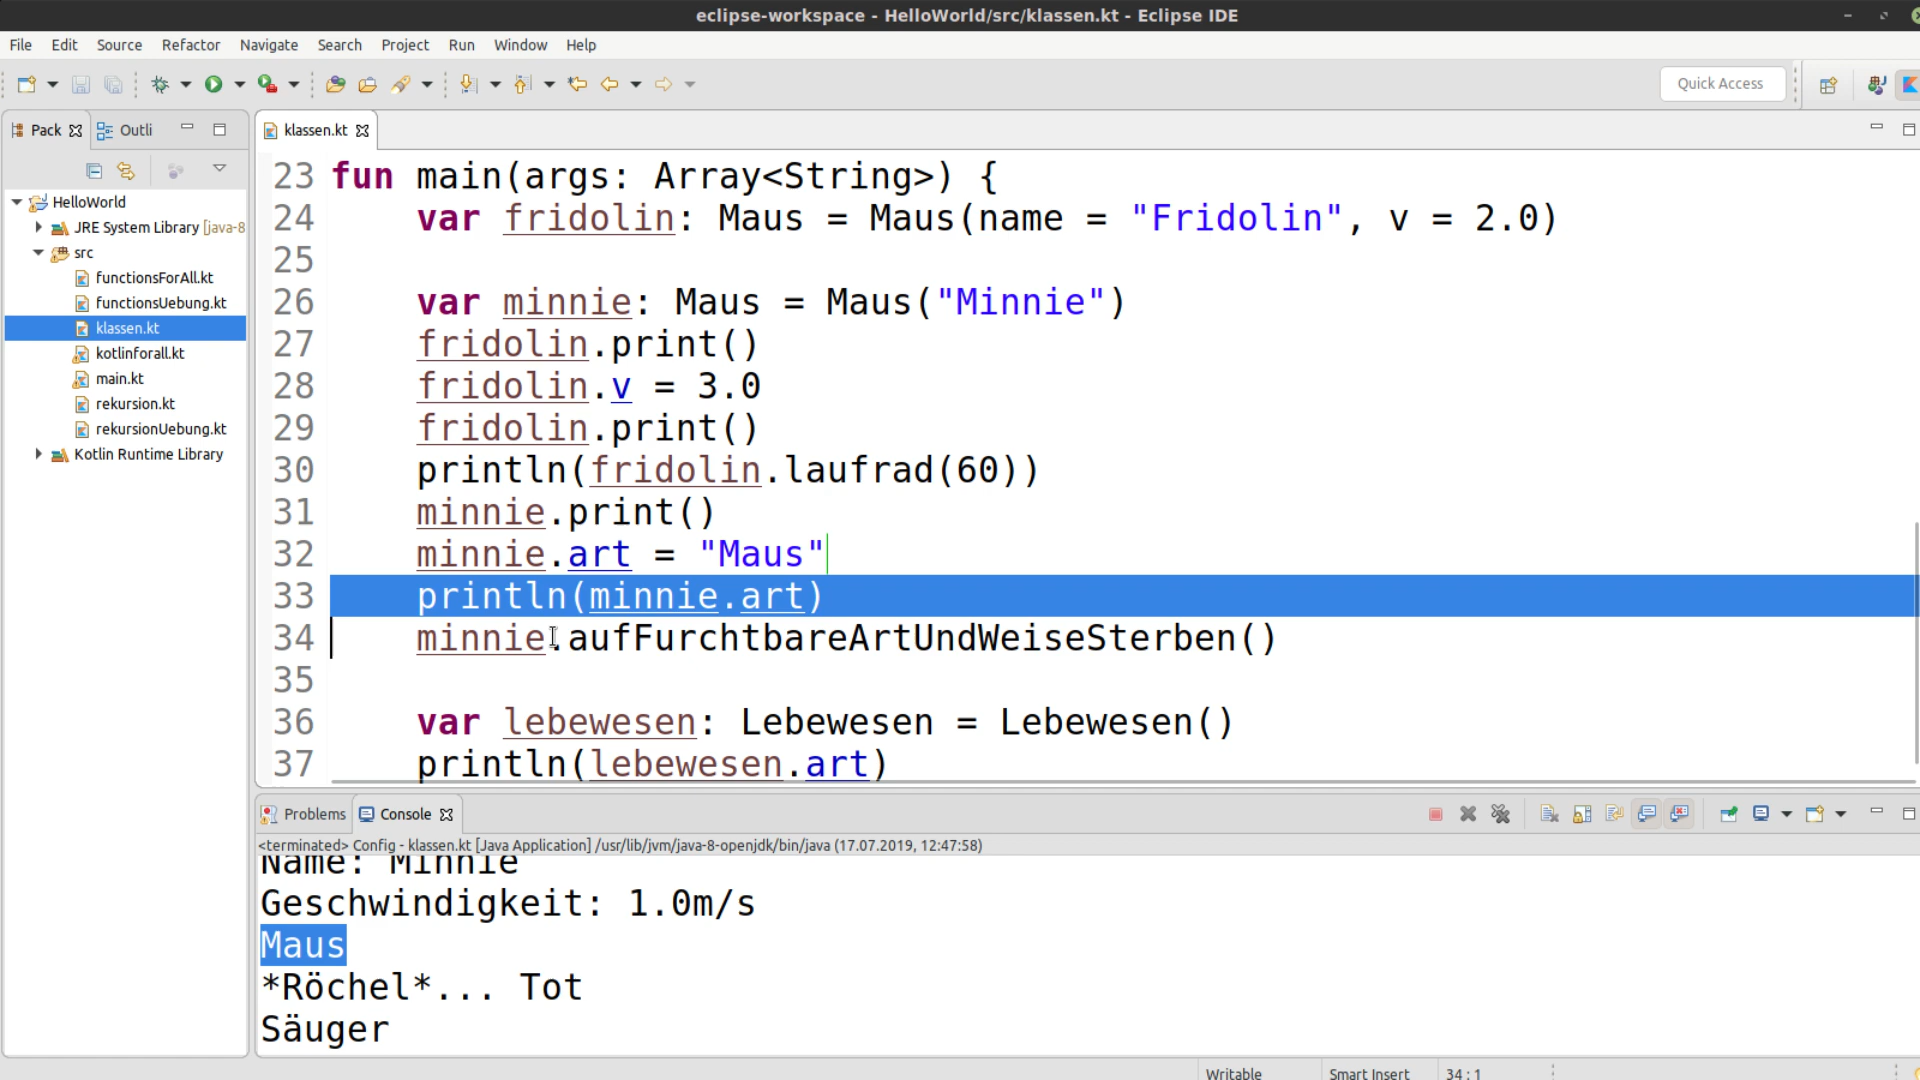 eclipse-workspace - HelloWorld/src/klassen.kt - Eclipse IDE
File Edit Source Refactor Navigate Search Project Run Window Help
Quick Access
Pack Outli
klassen.kt
HelloWorld
JRE System Library [java-8
src
functionsForAll.kt
functionsUebung.kt
klassen.kt
kotlinforall.kt
main.kt
rekursion.kt
rekursionUebung.kt
Kotlin Runtime Library
23 fun main(args: Array<String>) {
24 var fridolin: Maus = Maus(name = "Fridolin", v = 2.0)
25
26 var minnie: Maus = Maus("Minnie")
27 fridolin.print()
28 fridolin.v = 3.0
29 fridolin.print()
30 println(fridolin.laufrad(60))
31 minnie.print()
32 minnie.art = "Maus"
33 println(minnie.art)
34 minnie.aufFurchtbareArtUndWeiseSterben()
35
36 var lebewesen: Lebewesen = Lebewesen()
37 println(lebewesen.art)
Problems Console
<terminated> Config - klassen.kt [Java Application] /usr/lib/jvm/java-8-openjdk/bin/java (17.07.2019, 12:47:58)
Name: Minnie
Geschwindigkeit: 1.0m/s
Maus
*Röchel*... Tot
Säuger
Writable Smart Insert 34 : 1